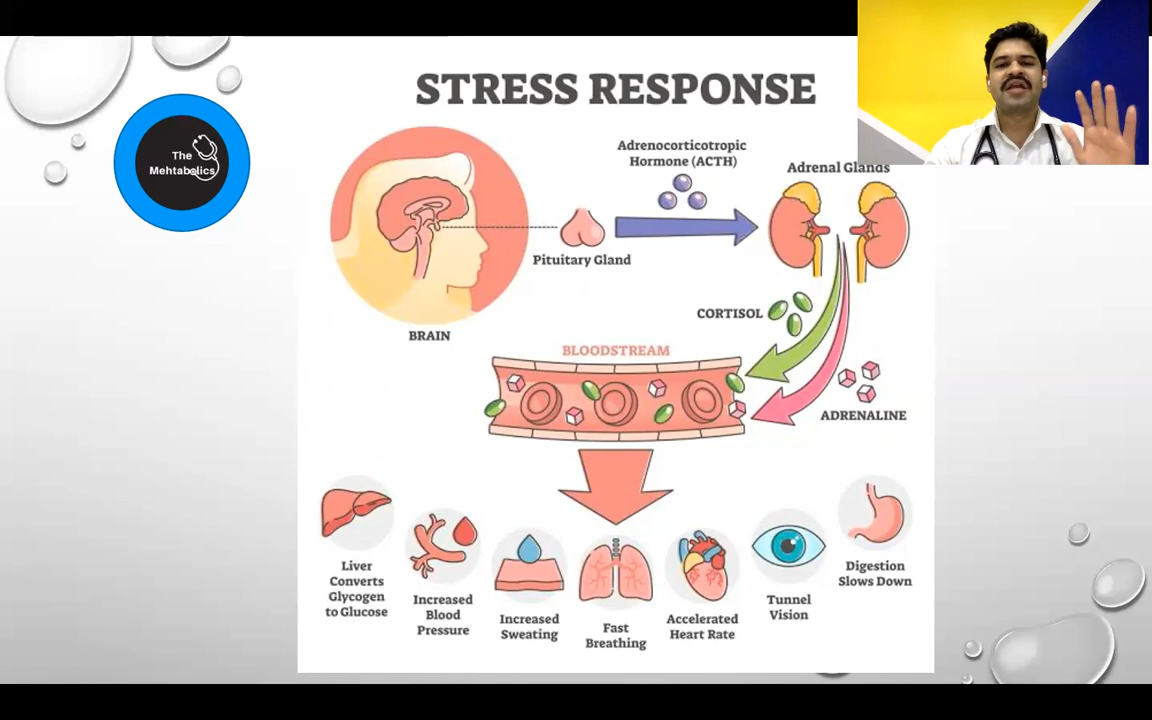 The
Mehtabolics
STRESS RESPONSE
Adrenocorticotropic
Hormone (ACTH)
Adrenal Glands
Pituitary Gland
BRAIN
CORTISOL
BLOODSTREAM
ADRENALINE
Liver
Converts
Glycogen
to Glucose
Increased
Blood
Pressure
Increased
Sweating
Fast
Breathing
Accelerated
Heart Rate
Tunnel
Vision
Digestion
Slows Down